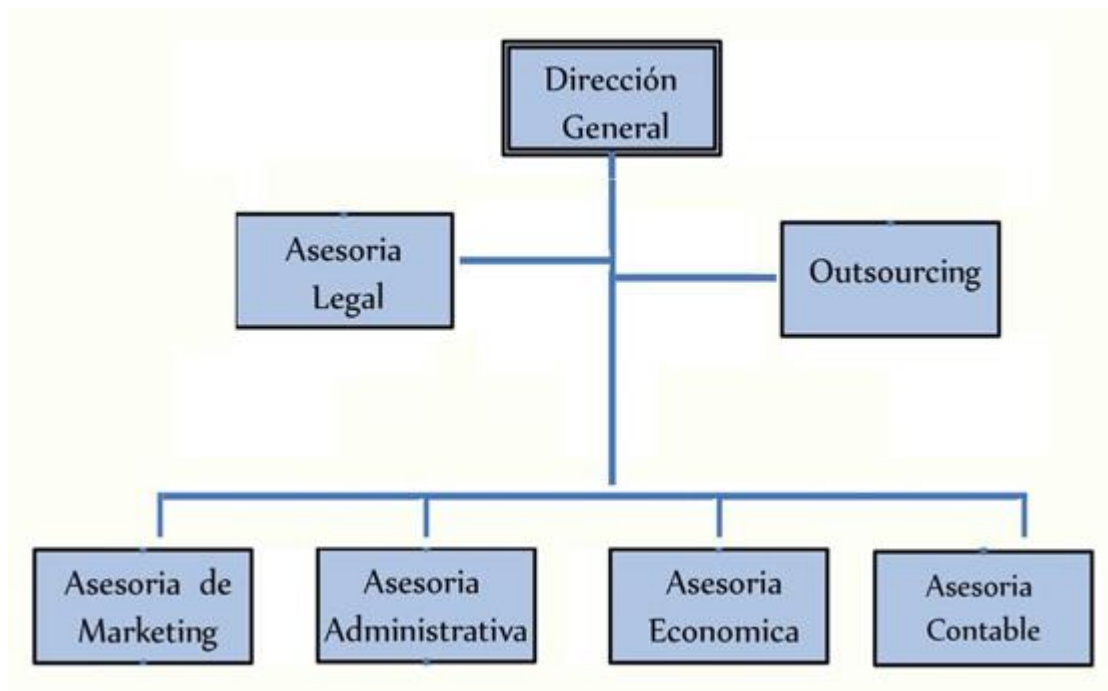 Dirección
General
Asesoria
Legal
Outsourcing
Asesoria de
Marketing
Asesoria
Administrativa
Asesoria
Economica
Asesoria
Contable